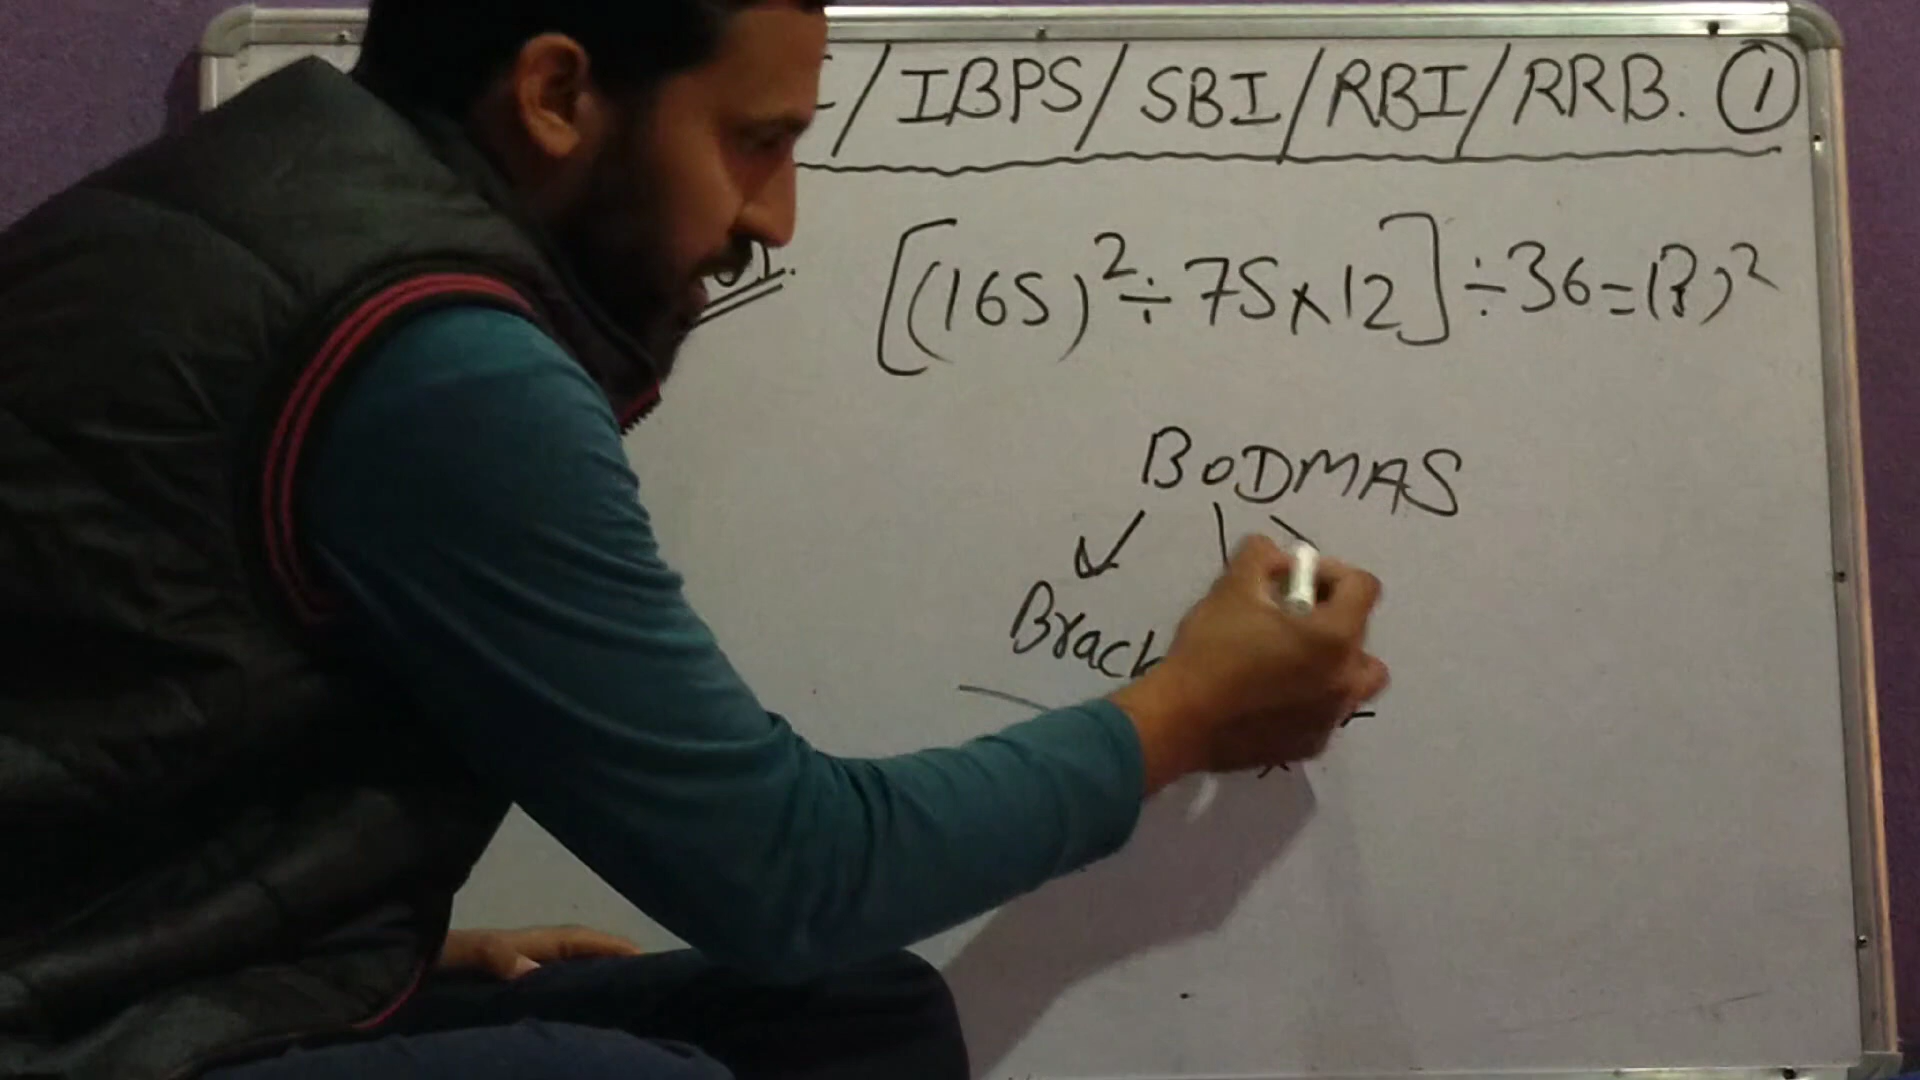 / IBPS / SBI / RBI / RRB. 1
[(165)² ÷ 75 × 12] ÷ 36 = (?)²
BODMAS
Brack